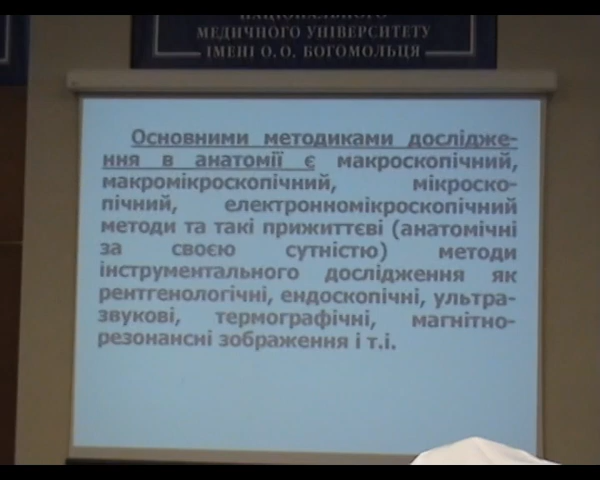 НАЦІОНАЛЬНОГО
МЕДИЧНОГО УНІВЕРСИТЕТУ
ІМЕНІ О. О. БОГОМОЛЬЦЯ
Основними методиками дослідже-
ння в анатомії є макроскопічний,
макромікроскопічний, мікроско-
пічний, електронномікроскопічний
методи та такі прижиттєві (анатомічні
за своєю сутністю) методи
інструментального дослідження як
рентгенологічні, ендоскопічні, ультра-
звукові, термографічні, магнітно-
резонансні зображення і т.і.